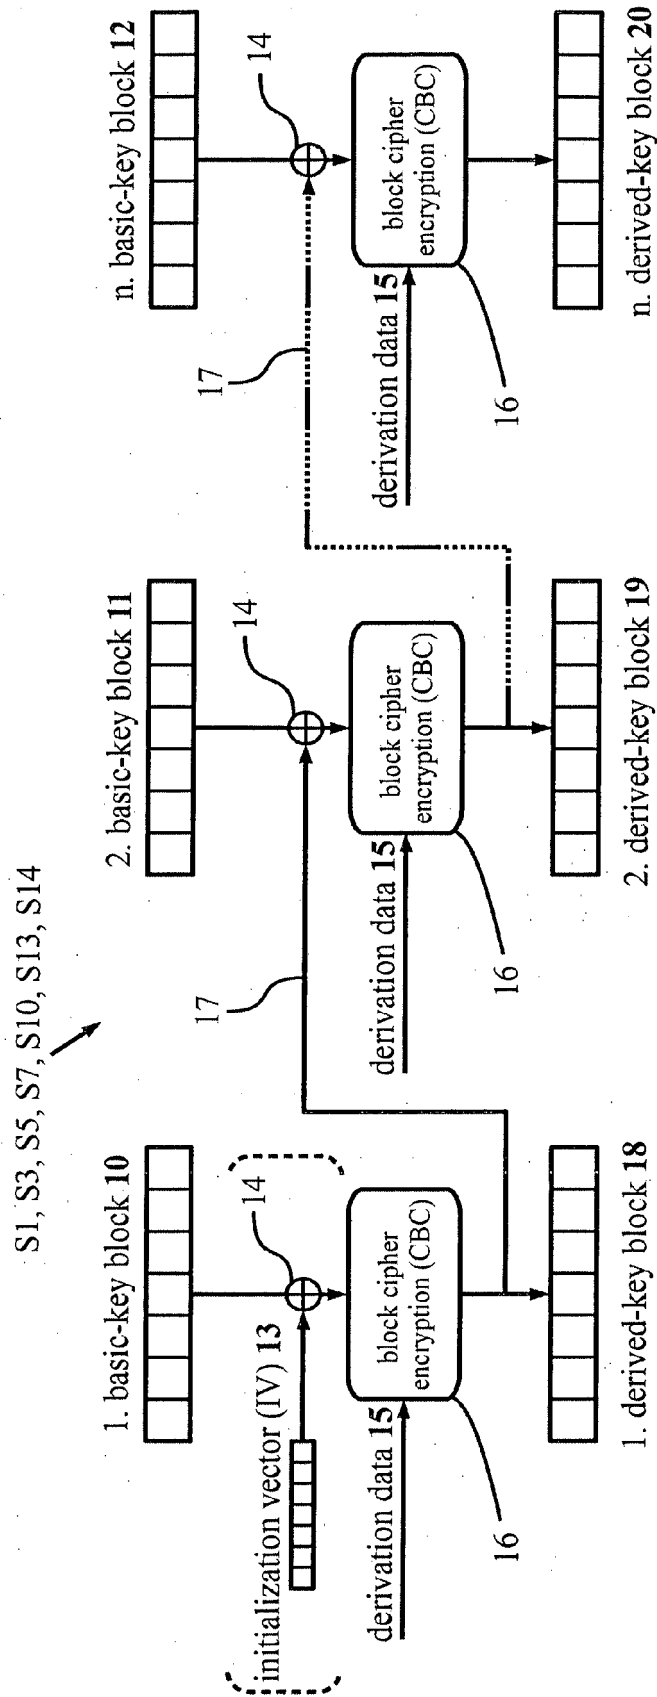 S1, S3, S5, S7, S10, S13, S14
1. basic-key block 10
2. basic-key block 11
n. basic-key block 12
initialization vector (IV) 13
14
17
14
17
14
derivation data 15
block cipher
encryption (CBC)
derivation data 15
block cipher
encryption (CBC)
derivation data 15
block cipher
encryption (CBC)
16
16
16
1. derived-key block 18
2. derived-key block 19
n. derived-key block 20